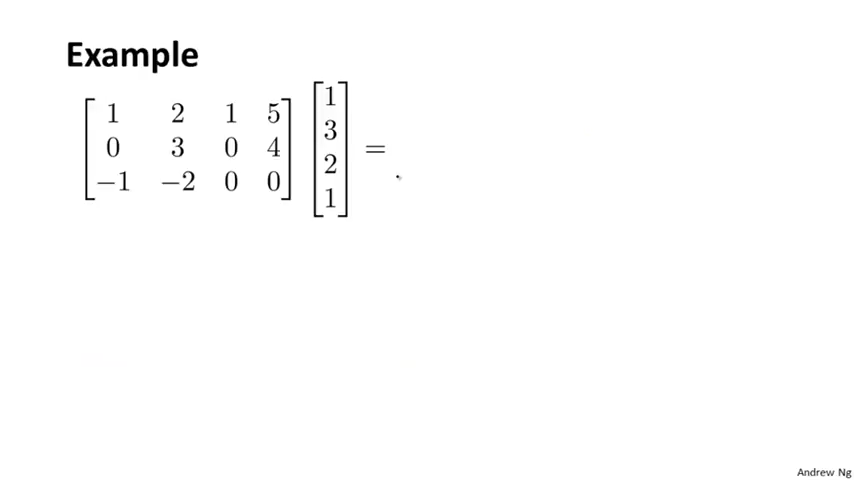 Example
1 2 1 5
0 3 0 4
−1 −2 0 0
1
3
2
1
=
Andrew Ng